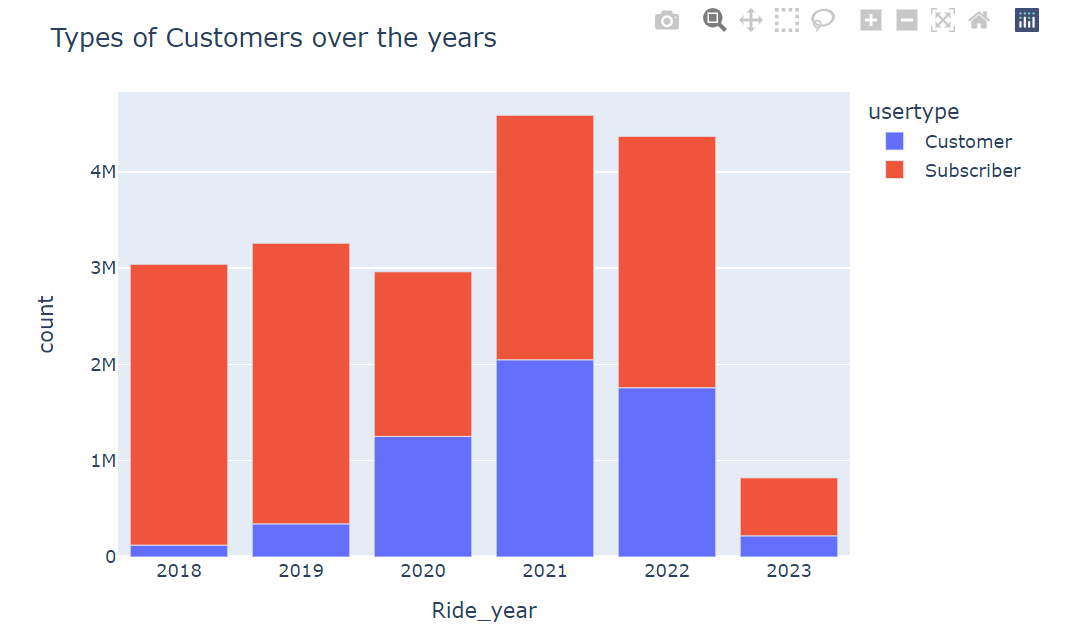 Types of Customers over the years
usertype
Customer
Subscriber
count
4M
3M
2M
1M
0
2018 2019 2020 2021 2022 2023
Ride_year